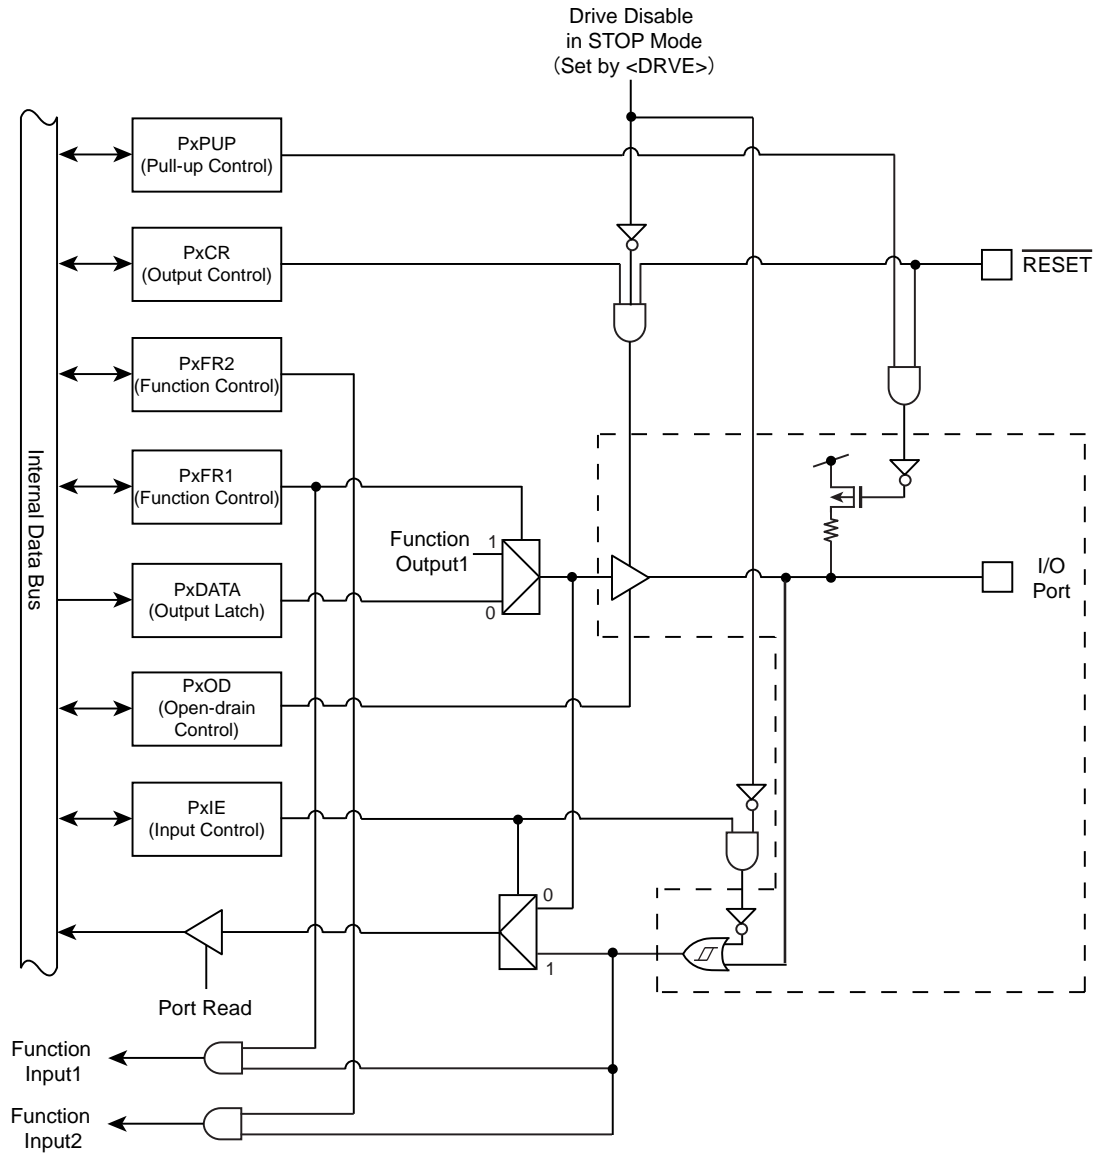 Drive Disable
in STOP Mode
(Set by <DRVE>)
PxPUP
(Pull-up Control)
PxCR
(Output Control)
RESET
PxFR2
(Function Control)
Internal Data Bus
PxFR1
(Function Control)
Function
Output1
1
0
PxDATA
(Output Latch)
I/O
Port
PxOD
(Open-drain
Control)
PxIE
(Input Control)
0
1
Port Read
Function
Input1
Function
Input2